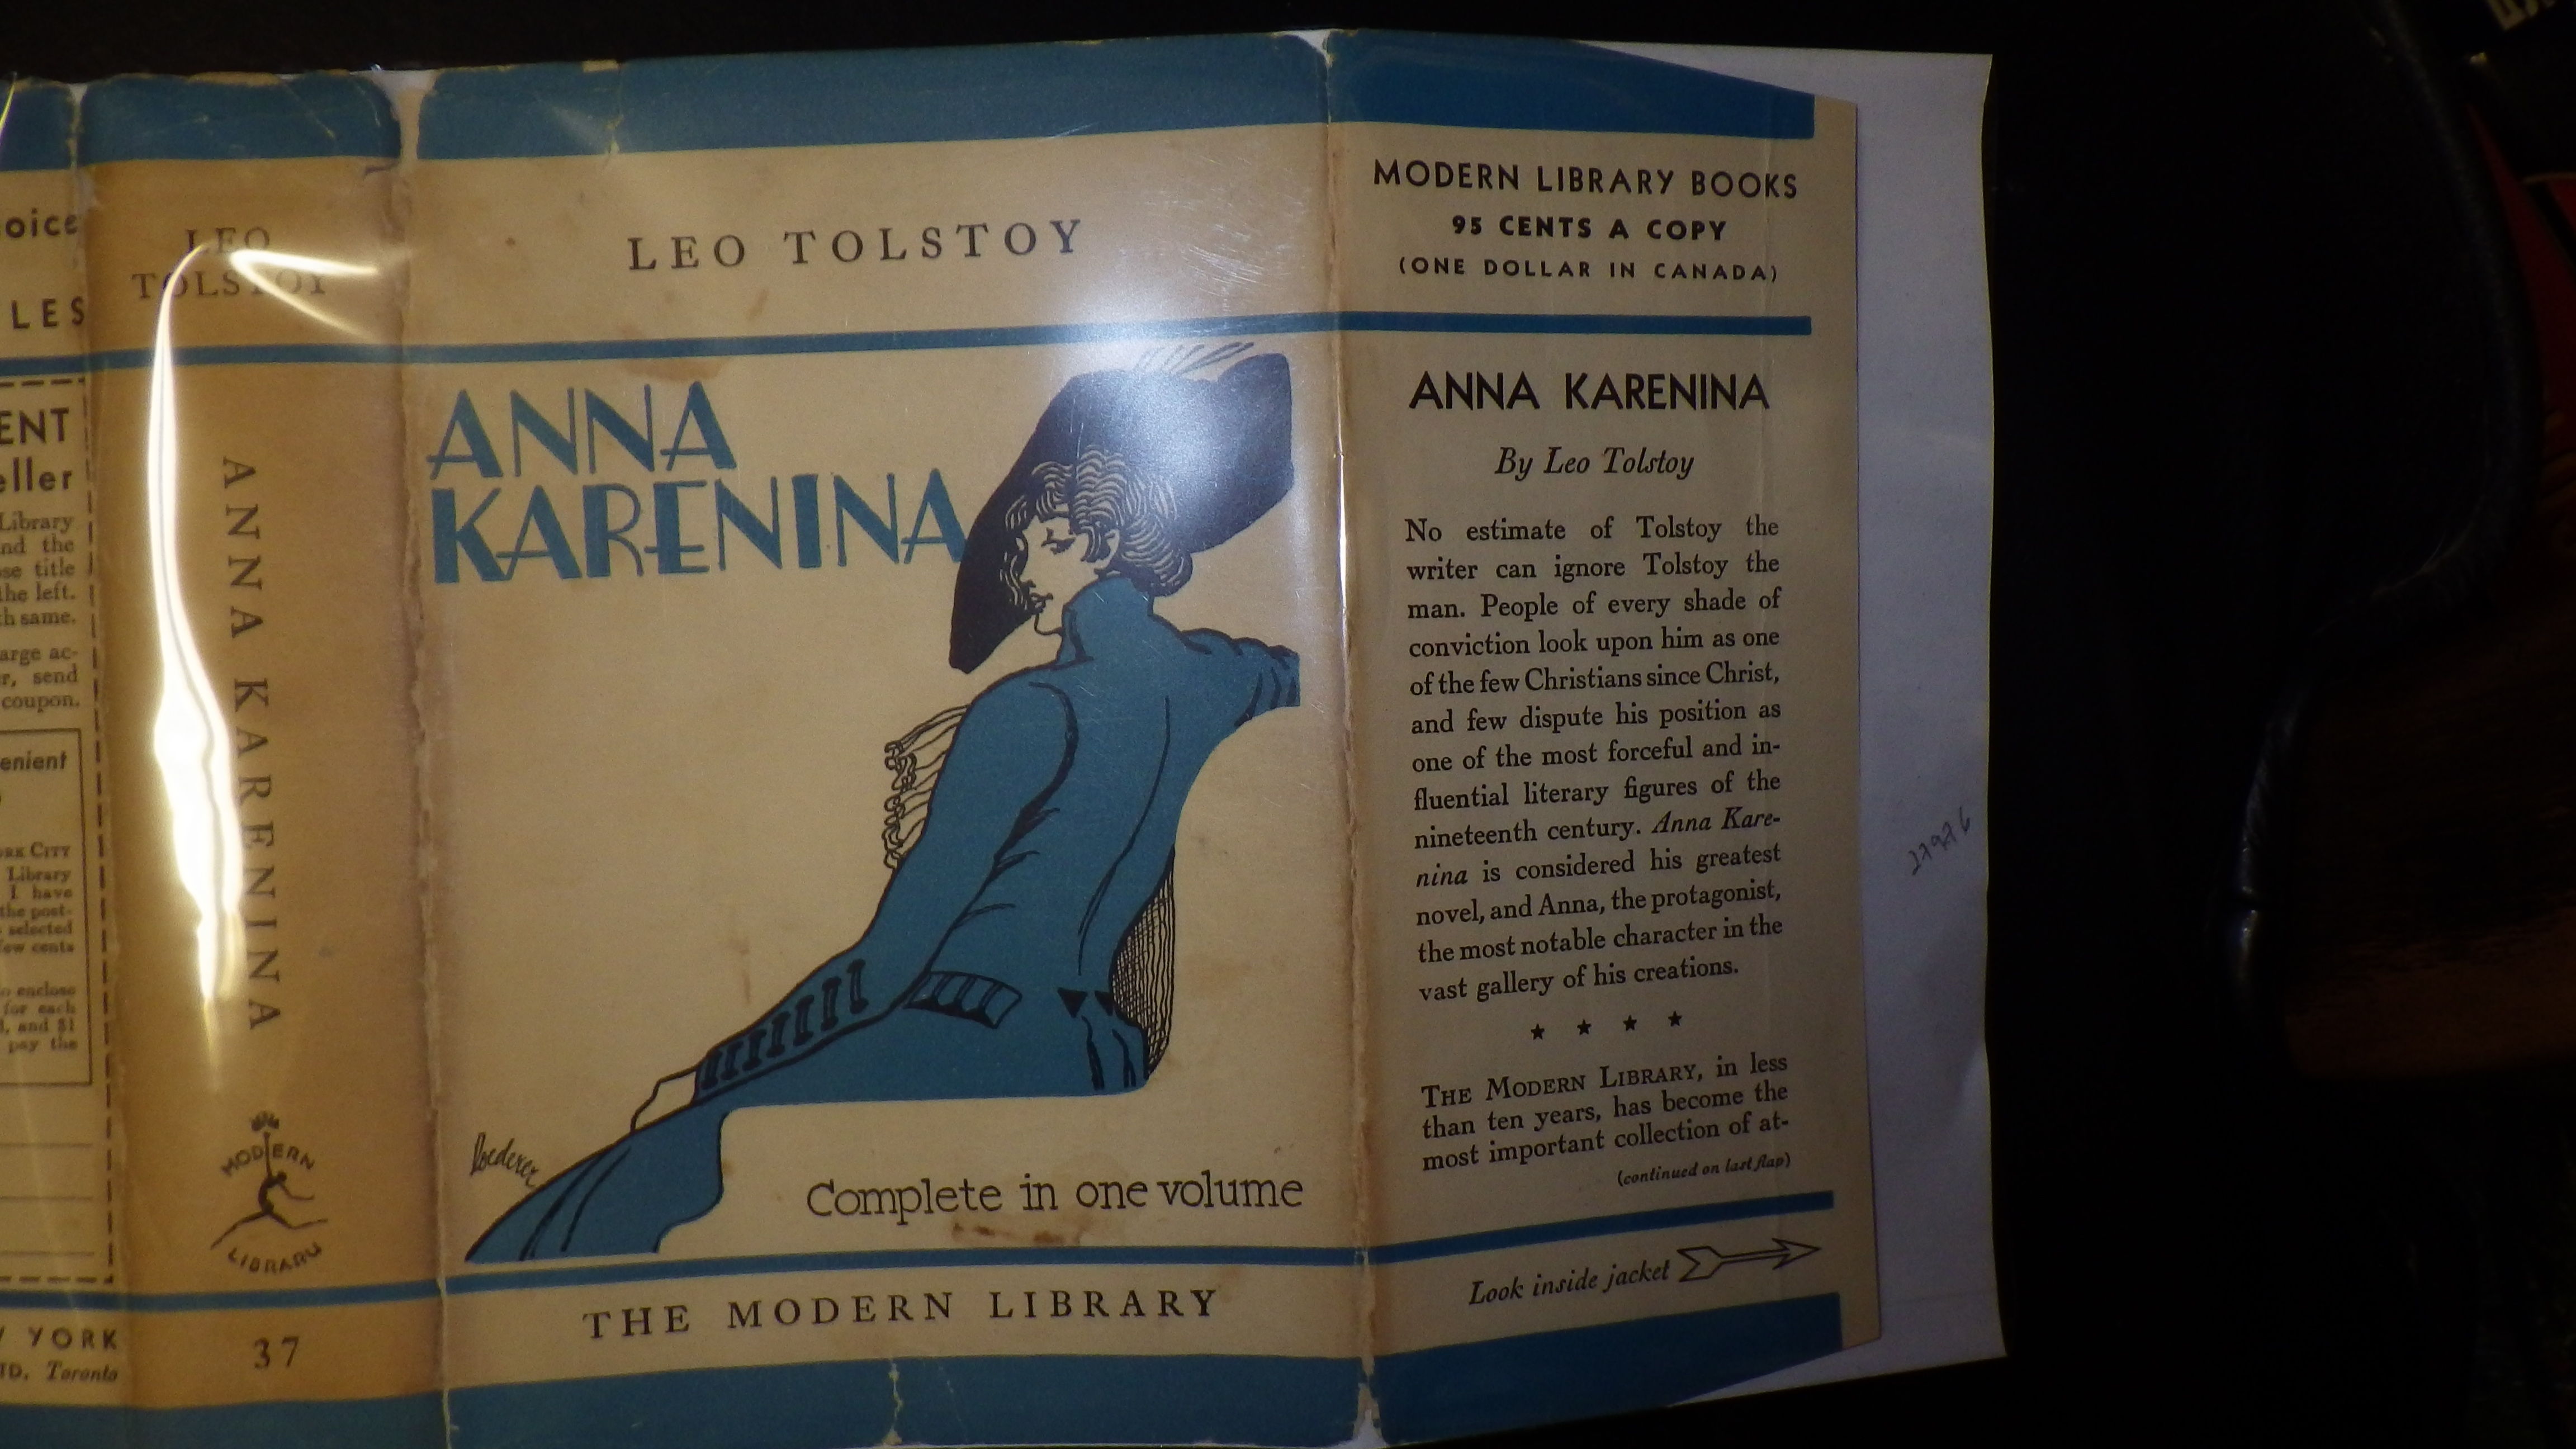 oice
LES
ENT
eller
Library
nd the
se title
the left.
h same.
arge ac-
r, send
coupon.
enient
RK CITY
Library
I have
the post-
selected
few cents
o enclose
for each
d, and $1
pay the
Y YORK
TD. Toronto
LEO
TOLSTOY
ANNA KARENINA
MODERN
LIBRARY
37
LEO TOLSTOY
ANNA
KARENINA
Roederer
Complete in one volume
THE MODERN LIBRARY
MODERN LIBRARY BOOKS
95 CENTS A COPY
(ONE DOLLAR IN CANADA)
ANNA KARENINA
By Leo Tolstoy
No estimate of Tolstoy the
writer can ignore Tolstoy the
man. People of every shade of
conviction look upon him as one
of the few Christians since Christ,
and few dispute his position as
one of the most forceful and in-
fluential literary figures of the
nineteenth century. Anna Kare-
nina is considered his greatest
novel, and Anna, the protagonist,
the most notable character in the
vast gallery of his creations.
★ ★ ★ ★
THE MODERN LIBRARY, in less
than ten years, has become the
most important collection of at-
(continued on last flap)
Look inside jacket